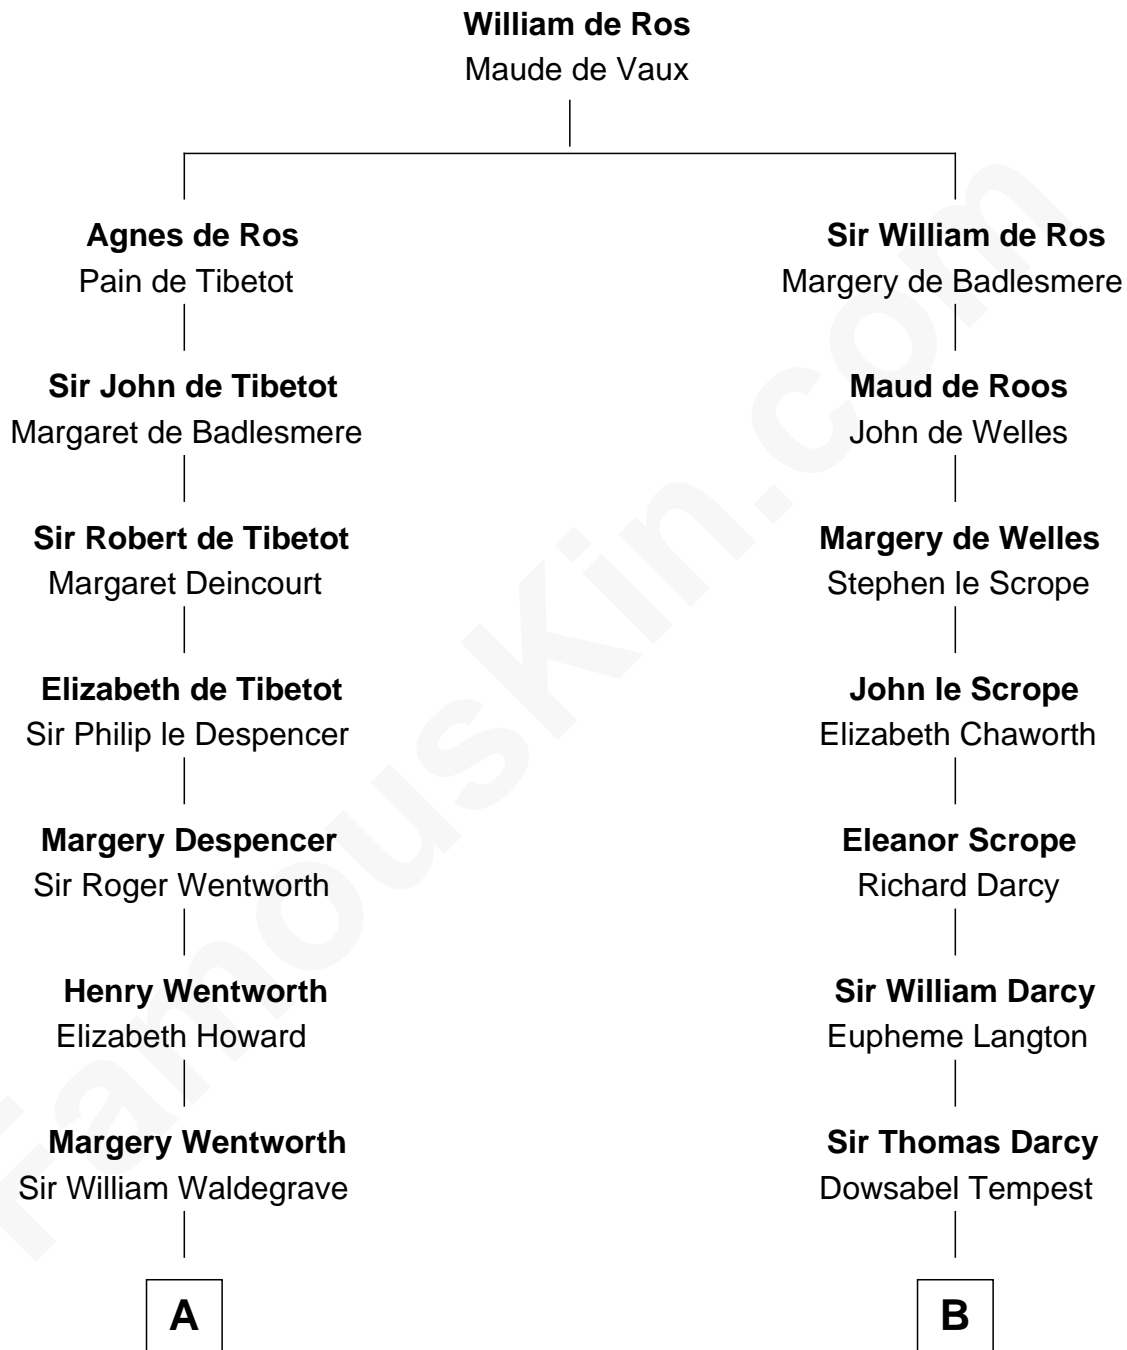 William de Ros
Maude de Vaux
Agnes de Ros
Pain de Tibetot
Sir William de Ros
Margery de Badlesmere
Sir John de Tibetot
Margaret de Badlesmere
Maud de Roos
John de Welles
Sir Robert de Tibetot
Margaret Deincourt
Margery de Welles
Stephen le Scrope
Elizabeth de Tibetot
Sir Philip le Despencer
John le Scrope
Elizabeth Chaworth
Margery Despencer
Sir Roger Wentworth
Eleanor Scrope
Richard Darcy
Henry Wentworth
Elizabeth Howard
Sir William Darcy
Eupheme Langton
Margery Wentworth
Sir William Waldegrave
Sir Thomas Darcy
Dowsabel Tempest
A
B
FamousKin.com